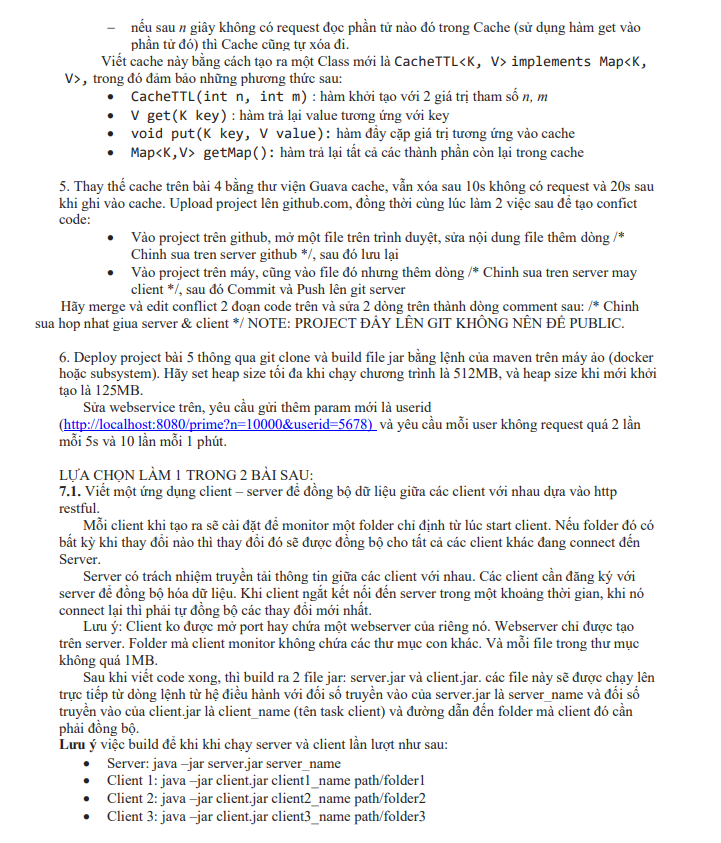 – nếu sau n giây không có request đọc phần tử nào đó trong Cache (sử dụng hàm get vào
phần tử đó) thì Cache cũng tự xóa đi.
Viết cache này bằng cách tạo ra một Class mới là CacheTTL<K, V> implements Map<K,
V>, trong đó đảm bảo những phương thức sau:
• CacheTTL(int n, int m) : hàm khởi tạo với 2 giá trị tham số n, m
• V get(K key) : hàm trả lại value tương ứng với key
• void put(K key, V value): hàm đẩy cặp giá trị tương ứng vào cache
• Map<K,V> getMap(): hàm trả lại tất cả các thành phần còn lại trong cache
5. Thay thế cache trên bài 4 bằng thư viện Guava cache, vẫn xóa sau 10s không có request và 20s sau
khi ghi vào cache. Upload project lên github.com, đồng thời cùng lúc làm 2 việc sau để tạo confict
code:
• Vào project trên github, mở một file trên trình duyệt, sửa nội dung file thêm dòng /*
Chinh sua tren server github */, sau đó lưu lại
• Vào project trên máy, cũng vào file đó nhưng thêm dòng /* Chinh sua tren server may
client */, sau đó Commit và Push lên git server
Hãy merge và edit conflict 2 đoạn code trên và sửa 2 dòng trên thành dòng comment sau: /* Chinh
sua hop nhat giua server & client */ NOTE: PROJECT ĐẨY LÊN GIT KHÔNG NÊN ĐỂ PUBLIC.
6. Deploy project bài 5 thông qua git clone và build file jar bằng lệnh của maven trên máy ảo (docker
hoặc subsystem). Hãy set heap size tối đa khi chạy chương trình là 512MB, và heap size khi mới khởi
tạo là 125MB.
Sửa webservice trên, yêu cầu gửi thêm param mới là userid
(http://localhost:8080/prime?n=10000&userid=5678) và yêu cầu mỗi user không request quá 2 lần
mỗi 5s và 10 lần mỗi 1 phút.
LỰA CHỌN LÀM 1 TRONG 2 BÀI SAU:
7.1. Viết một ứng dụng client – server để đồng bộ dữ liệu giữa các client với nhau dựa vào http
restful.
Mỗi client khi tạo ra sẽ cài đặt để monitor một folder chỉ định từ lúc start client. Nếu folder đó có
bất kỳ khi thay đổi nào thì thay đổi đó sẽ được đồng bộ cho tất cả các client khác đang connect đến
Server.
Server có trách nhiệm truyền tải thông tin giữa các client với nhau. Các client cần đăng ký với
server để đồng bộ hóa dữ liệu. Khi client ngắt kết nối đến server trong một khoảng thời gian, khi nó
connect lại thì phải tự đồng bộ các thay đổi mới nhất.
Lưu ý: Client ko được mở port hay chứa một webserver của riêng nó. Webserver chỉ được tạo
trên server. Folder mà client monitor không chứa các thư mục con khác. Và mỗi file trong thư mục
không quá 1MB.
Sau khi viết code xong, thì build ra 2 file jar: server.jar và client.jar. các file này sẽ được chạy lên
trực tiếp từ dòng lệnh từ hệ điều hành với đối số truyền vào của server.jar là server_name và đối số
truyền vào của client.jar là client_name (tên task client) và đường dẫn đến folder mà client đó cần
phải đồng bộ.
Lưu ý việc build để khi khi chạy server và client lần lượt như sau:
• Server: java –jar server.jar server_name
• Client 1: java –jar client.jar client1_name path/folder1
• Client 2: java –jar client.jar client2_name path/folder2
• Client 3: java –jar client.jar client3_name path/folder3